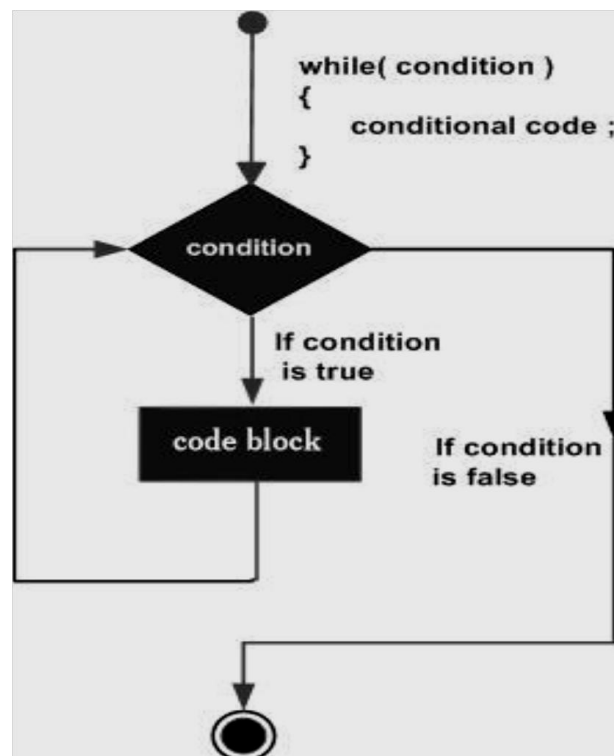 while( condition )
{
conditional code ;
}
condition
If condition
is true
code block
If condition
is false